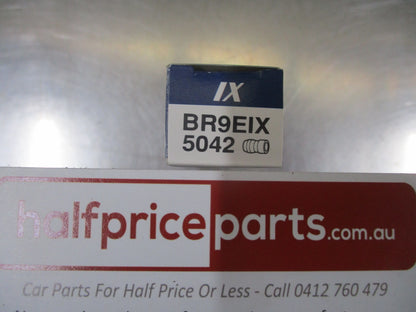 IX
BR9EIX
5042
halfpriceparts.com.au
Car Parts For Half Price Or Less - Call 0412 760 479